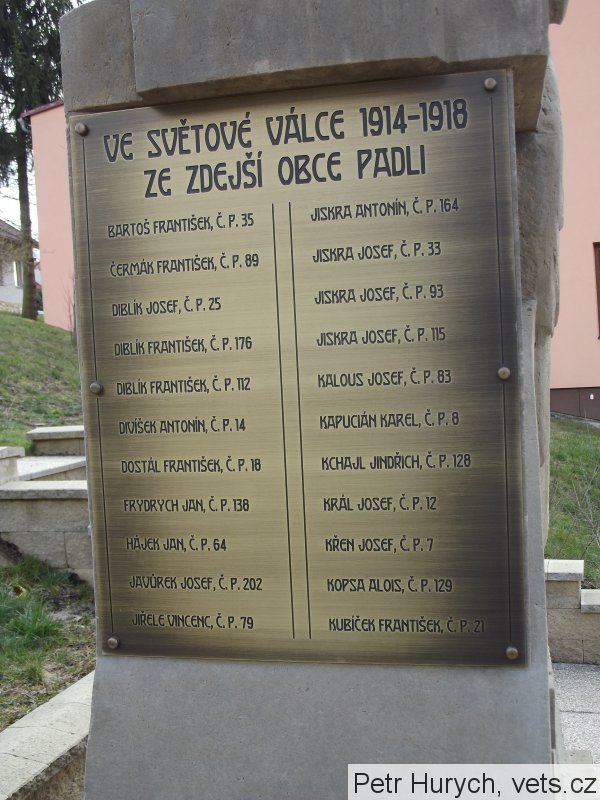 VE SVĚTOVÉ VÁLCE 1914-1918
ZE ZDEJŠÍ OBCE PADLI
BARTOŠ FRANTIŠEK, Č. P. 35
ČERMÁK FRANTIŠEK, Č. P. 89
DIBLÍK JOSEF, Č. P. 25
DIBLÍK FRANTIŠEK, Č. P. 176
DIBLÍK FRANTIŠEK, Č. P. 112
DIVÍŠEK ANTONÍN, Č. P. 14
DOSTÁL FRANTIŠEK, Č. P. 18
FRYDRYCH JAN, Č. P. 138
HÁJEK JAN, Č. P. 64
JAVŮREK JOSEF, Č. P. 202
JIRELE VINCENC, Č. P. 79
JISKRA ANTONÍN, Č. P. 164
JISKRA JOSEF, Č. P. 33
JISKRA JOSEF, Č. P. 93
JISKRA JOSEF, Č. P. 115
KALOUS JOSEF, Č. P. 83
KAPUCIÁN KAREL, Č. P. 8
KCHAJL JINDŘICH, Č. P. 128
KRÁL JOSEF, Č. P. 12
KŘEN JOSEF, Č. P. 7
KOPSA ALOIS, Č. P. 129
KUBÍČEK FRANTIŠEK, Č. P. 21
Petr Hurych, vets.cz